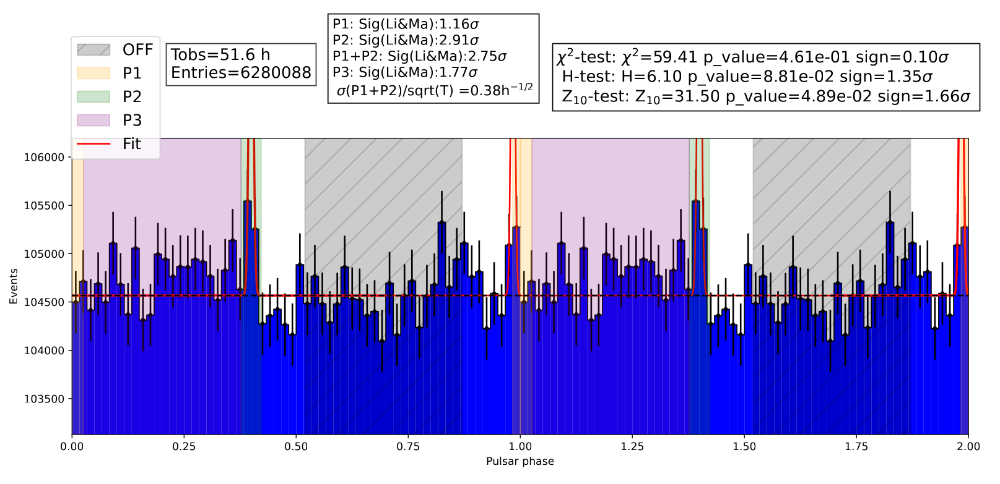 OFF
P1
P2
P3
Fit
Tobs=51.6 h
Entries=6280088
P1: Sig(Li&Ma):1.16σ
P2: Sig(Li&Ma):2.91σ
P1+P2: Sig(Li&Ma):2.75σ
P3: Sig(Li&Ma):1.77σ
σ(P1+P2)/sqrt(T) =0.38h⁻¹/²
χ²-test: χ²=59.41 p_value=4.61e-01 sign=0.10σ
H-test: H=6.10 p_value=8.81e-02 sign=1.35σ
Z₁₀-test: Z₁₀=31.50 p_value=4.89e-02 sign=1.66σ
Events
106000
105500
105000
104500
104000
103500
0.00 0.25 0.50 0.75 1.00 1.25 1.50 1.75 2.00
Pulsar phase